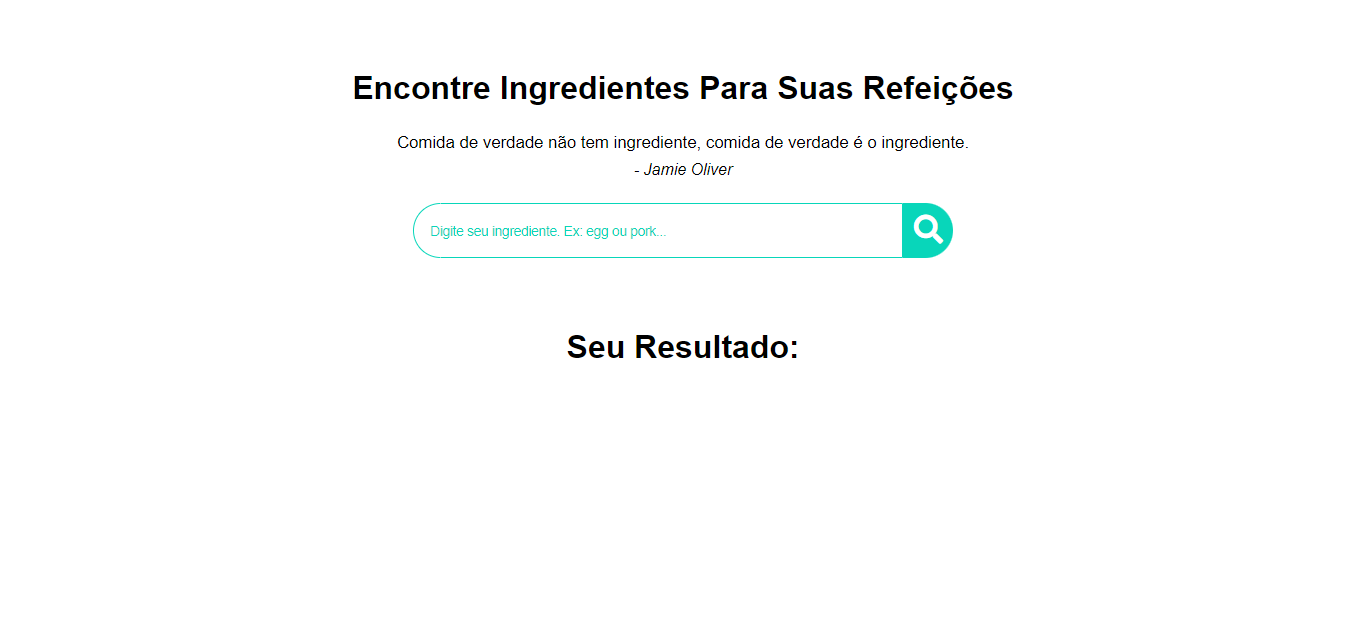 Encontre Ingredientes Para Suas Refeições
Comida de verdade não tem ingrediente, comida de verdade é o ingrediente.
- Jamie Oliver
Digite seu ingrediente. Ex: egg ou pork...
Seu Resultado: